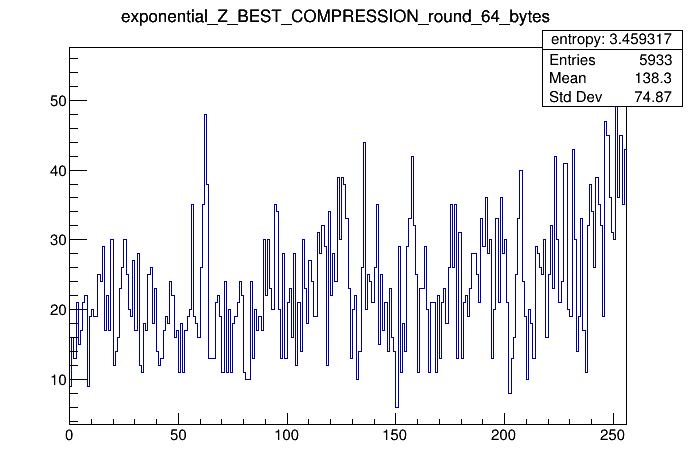 exponential_Z_BEST_COMPRESSION_round_64_bytes
entropy: 3.459317
Entries 5933
Mean 138.3
Std Dev 74.87
50
40
30
20
10
0 50 100 150 200 250